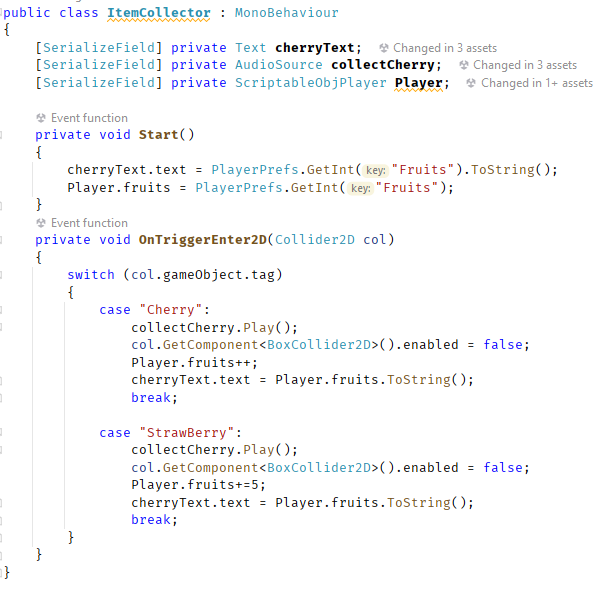 public class ItemCollector : MonoBehaviour
{
[SerializeField] private Text cherryText; Changed in 3 assets
[SerializeField] private AudioSource collectCherry; Changed in 3 assets
[SerializeField] private ScriptableObjPlayer Player; Changed in 1+ assets
Event function
private void Start()
{
cherryText.text = PlayerPrefs.GetInt( key: "Fruits").ToString();
Player.fruits = PlayerPrefs.GetInt( key: "Fruits");
}
Event function
private void OnTriggerEnter2D(Collider2D col)
{
switch (col.gameObject.tag)
{
case "Cherry":
collectCherry.Play();
col.GetComponent<BoxCollider2D>().enabled = false;
Player.fruits++;
cherryText.text = Player.fruits.ToString();
break;
case "StrawBerry":
collectCherry.Play();
col.GetComponent<BoxCollider2D>().enabled = false;
Player.fruits+=5;
cherryText.text = Player.fruits.ToString();
break;
}
}
}